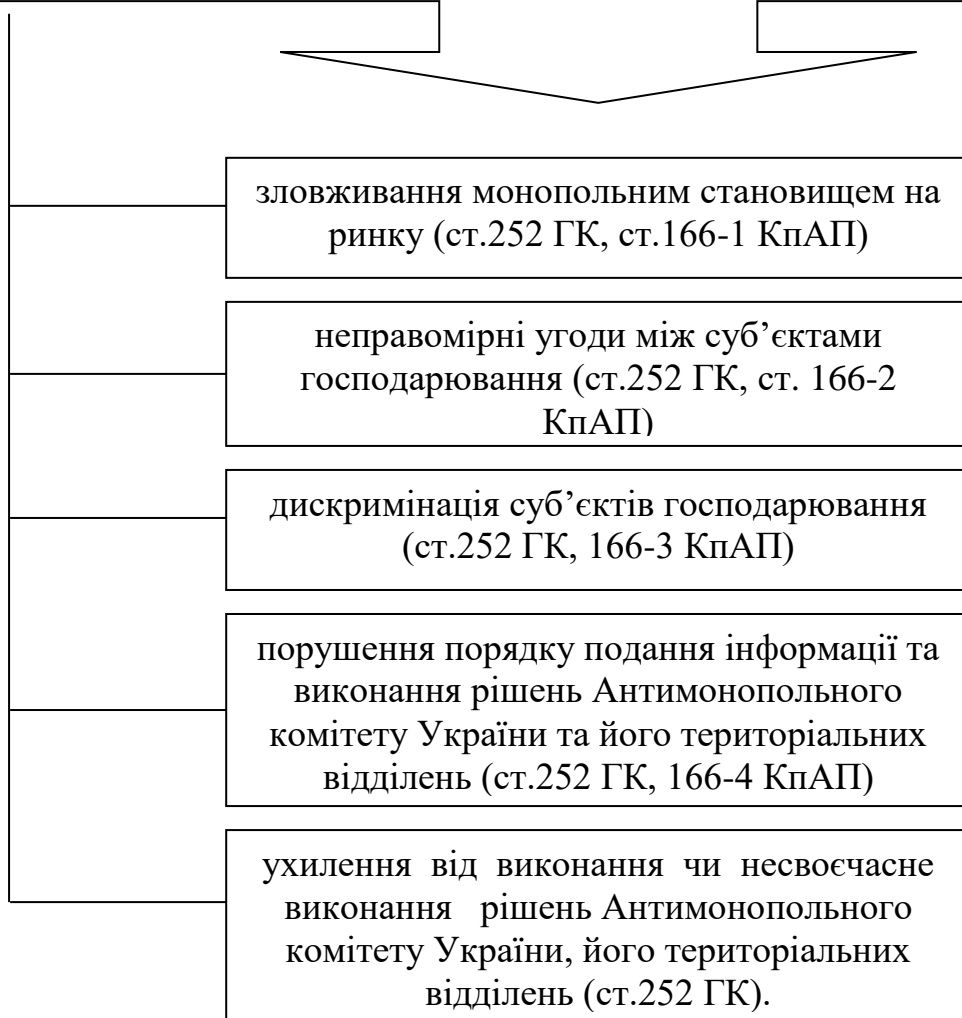 зловживання монопольним становищем на
ринку (ст.252 ГК, ст.166-1 КпАП)
неправомірні угоди між суб’єктами
господарювання (ст.252 ГК, ст. 166-2
КпАП)
дискримінація суб’єктів господарювання
(ст.252 ГК, 166-3 КпАП)
порушення порядку подання інформації та
виконання рішень Антимонопольного
комітету України та його територіальних
відділень (ст.252 ГК, 166-4 КпАП)
ухилення від виконання чи несвоєчасне
виконання рішень Антимонопольного
комітету України, його територіальних
відділень (ст.252 ГК).